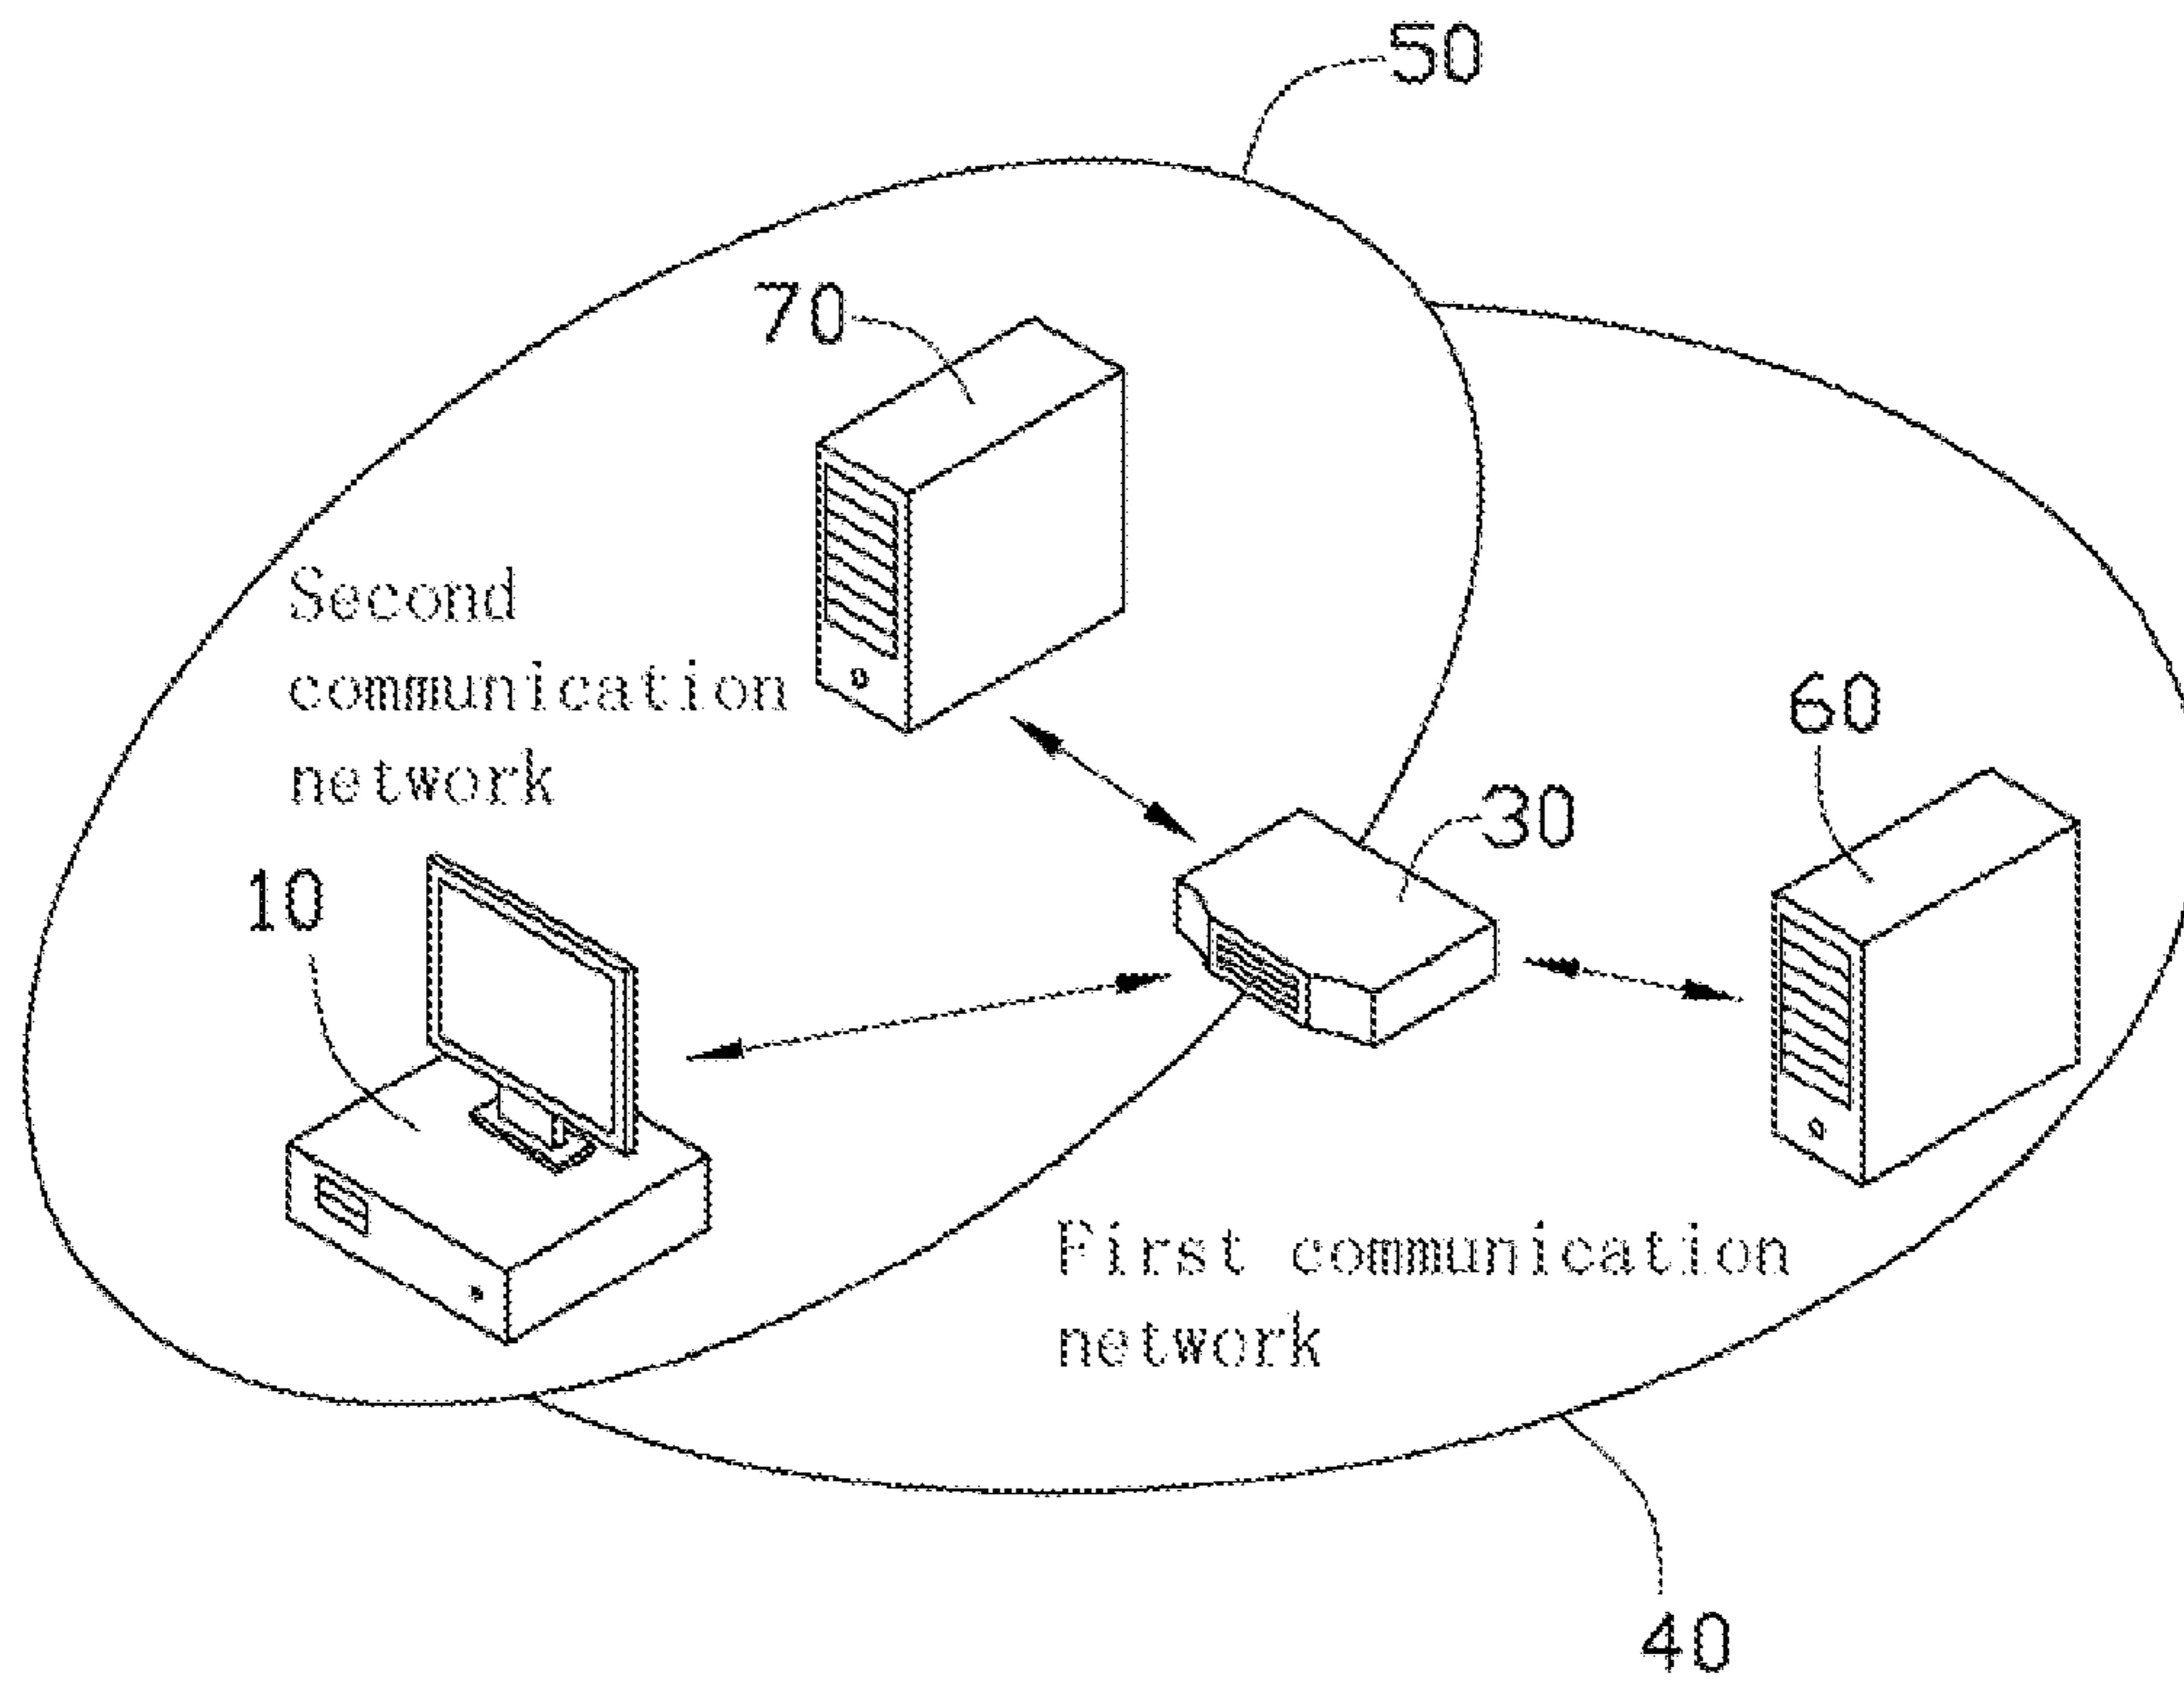 50
70
Second
communication
network
60
30
10
First communication
network
40